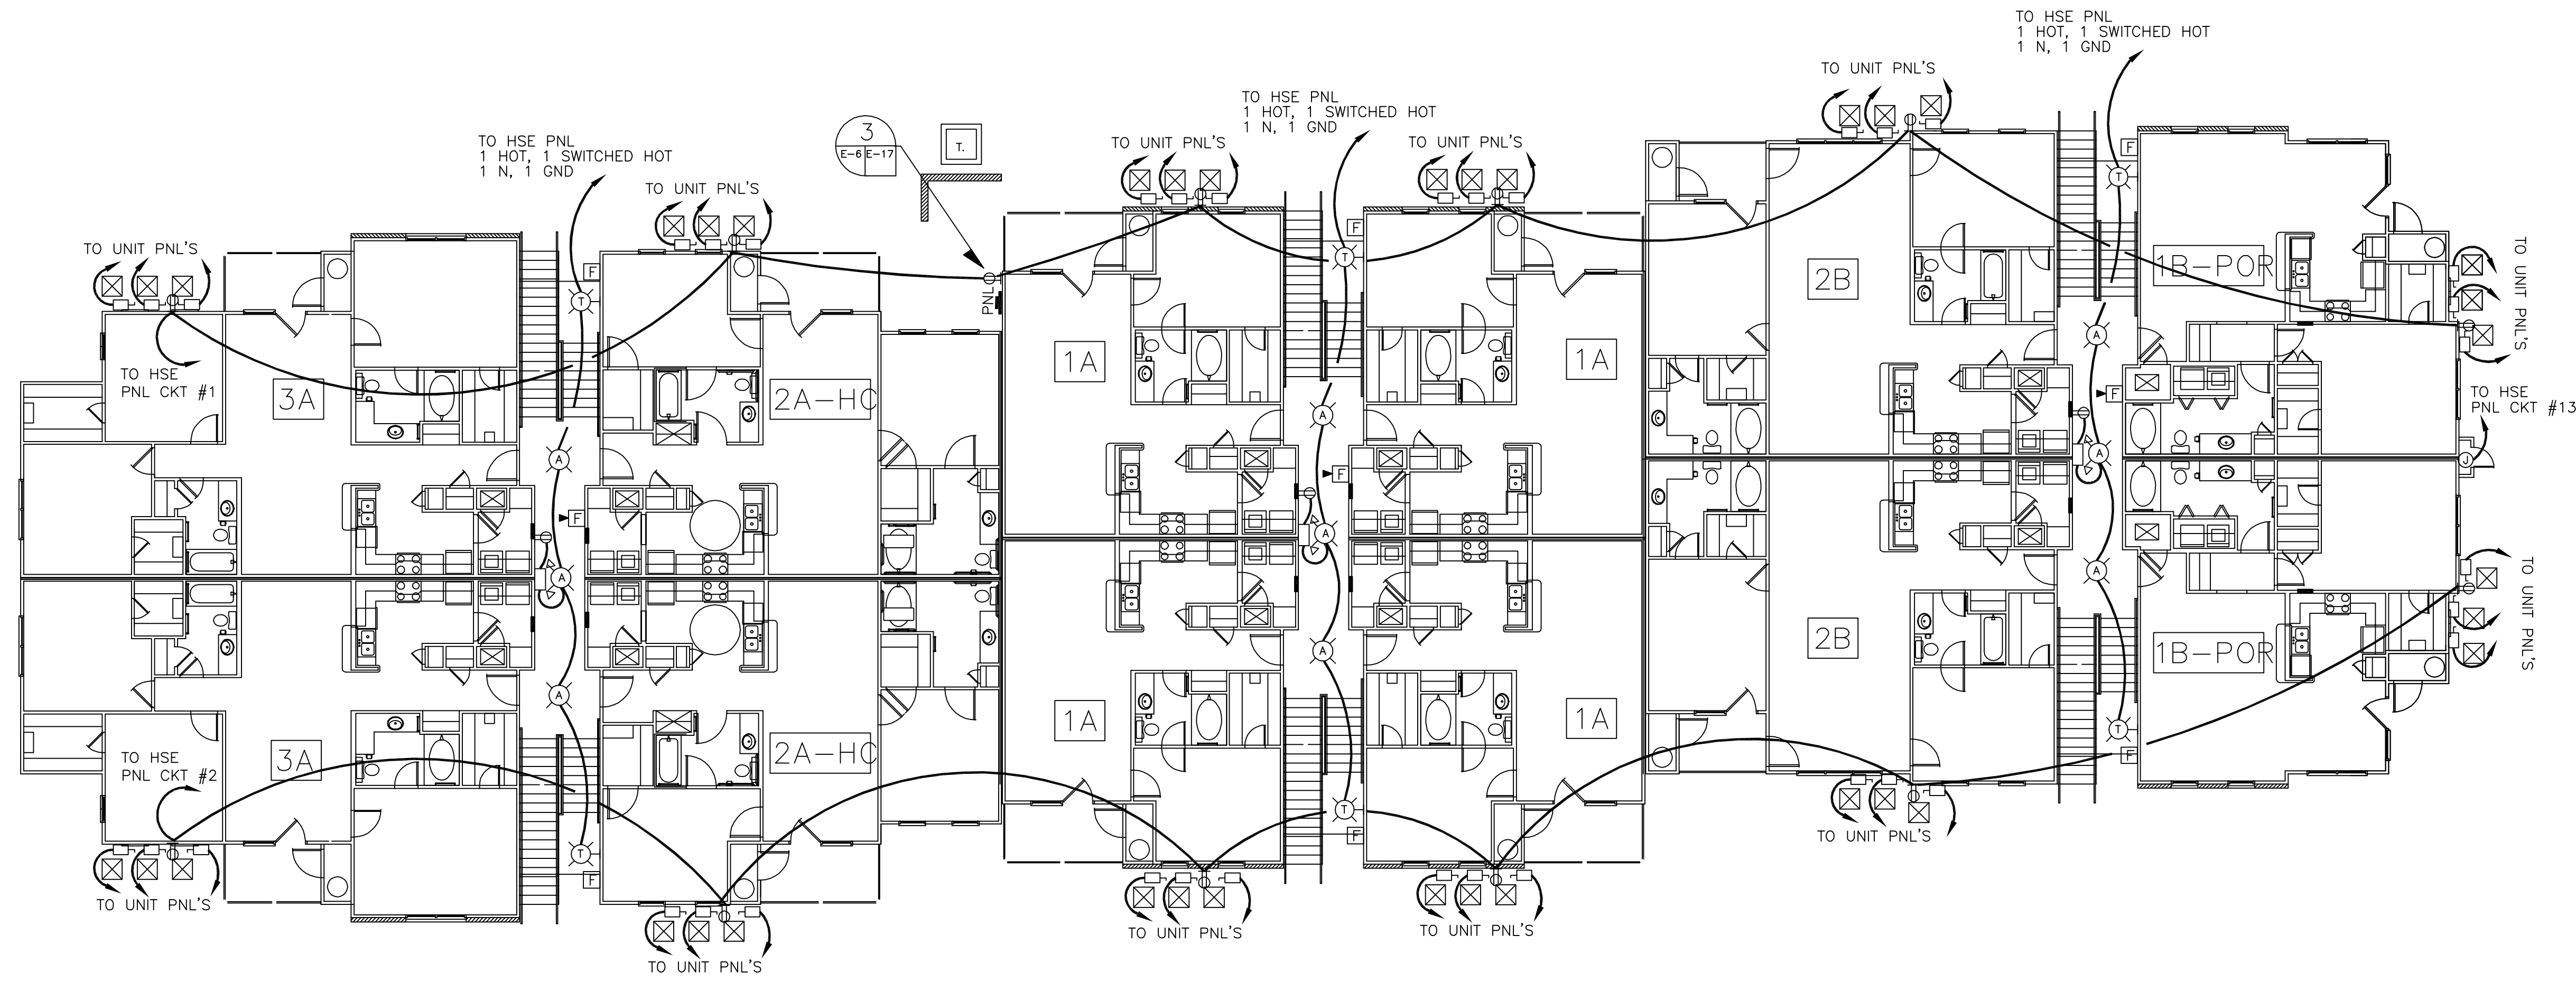 TO HSE PNL
1 HOT, 1 SWITCHED HOT
1 N, 1 GND
TO UNIT PNL'S
TO HSE PNL
1 HOT, 1 SWITCHED HOT
1 N, 1 GND
3
E-6 E-17
T.
TO HSE PNL
1 HOT, 1 SWITCHED HOT
1 N, 1 GND
TO UNIT PNL'S
TO UNIT PNL'S
TO UNIT PNL'S
TO UNIT PNL'S
F
T
F
T
F
T
PNL
TO UNIT PNL'S
TO HSE
PNL CKT #1
3A
2A-HC
1A
1A
2B
1B-POR
A
A
A
F
F
F
TO HSE
PNL CKT #13
J
A
A
A
TO UNIT PNL'S
A
A
A
3A
2A-HC
1A
1A
2B
1B-POR
TO HSE
PNL CKT #2
T
F
T
F
T
F
TO UNIT PNL'S
TO UNIT PNL'S
TO UNIT PNL'S
TO UNIT PNL'S
TO UNIT PNL'S